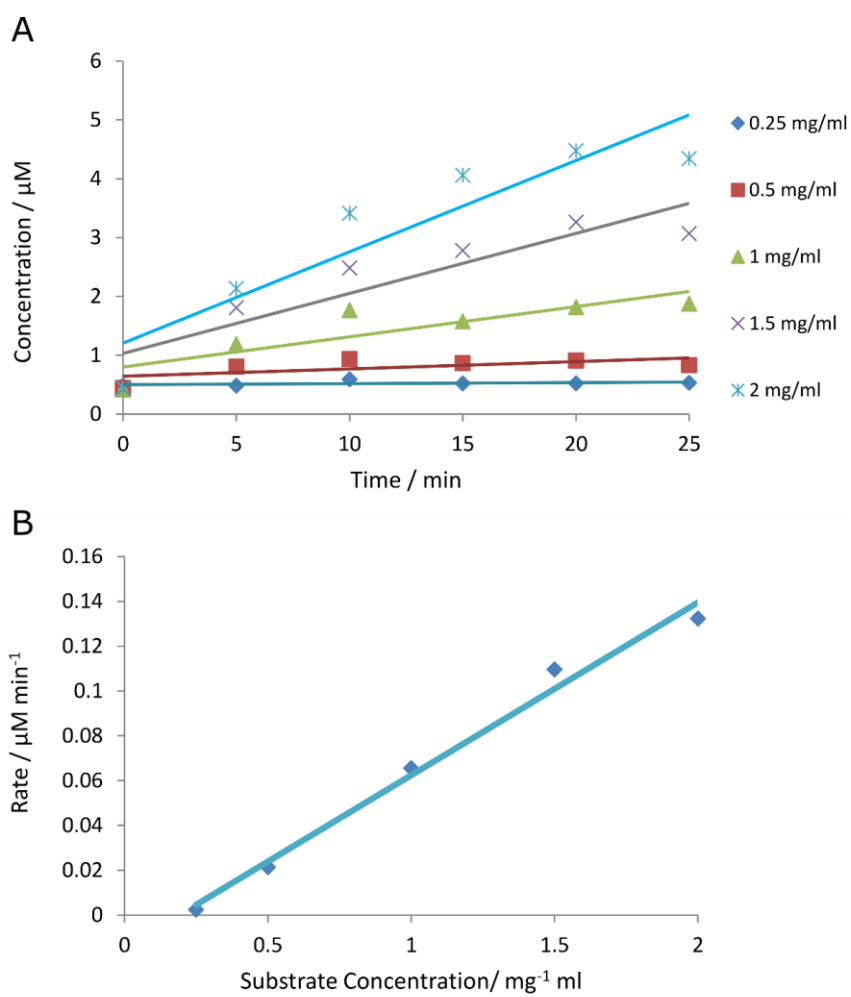 A
6
5
4
3
2
1
0
Concentration / µM
0 5 10 15 20 25
Time / min
0.25 mg/ml
0.5 mg/ml
1 mg/ml
1.5 mg/ml
2 mg/ml
B
0.16
0.14
0.12
0.1
0.08
0.06
0.04
0.02
0
Rate / µM min⁻¹
0 0.5 1 1.5 2
Substrate Concentration/ mg⁻¹ ml